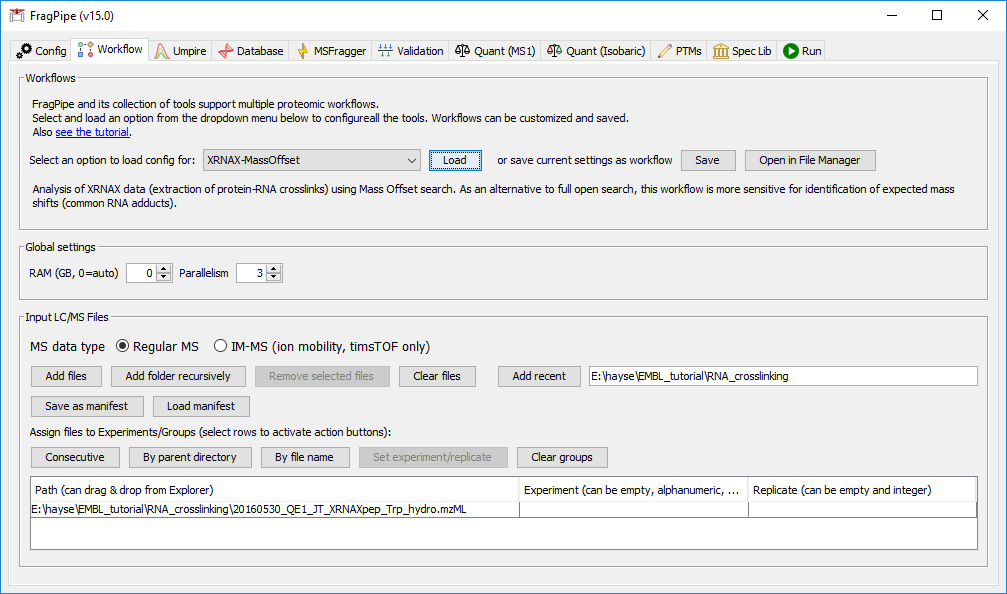 FragPipe (v15.0)
Config Workflow Umpire Database MSFragger Validation Quant (MS1) Quant (Isobaric) PTMs Spec Lib Run
Workflows
FragPipe and its collection of tools support multiple proteomic workflows.
Select and load an option from the dropdown menu below to configureall the tools. Workflows can be customized and saved.
Also see the tutorial.
Select an option to load config for: XRNAX-MassOffset Load or save current settings as workflow Save Open in File Manager
Analysis of XRNAX data (extraction of protein-RNA crosslinks) using Mass Offset search. As an alternative to full open search, this workflow is more sensitive for identification of expected mass
shifts (common RNA adducts).
Global settings
RAM (GB, 0=auto) 0 Parallelism 3
Input LC/MS Files
MS data type Regular MS IM-MS (ion mobility, timsTOF only)
Add files Add folder recursively Remove selected files Clear files Add recent E:\hayse\EMBL_tutorial\RNA_crosslinking
Save as manifest Load manifest
Assign files to Experiments/Groups (select rows to activate action buttons):
Consecutive By parent directory By file name Set experiment/replicate Clear groups
Path (can drag & drop from Explorer) Experiment (can be empty, alphanumeric, ... Replicate (can be empty and integer)
E:\hayse\EMBL_tutorial\RNA_crosslinking\20160530_QE1_JT_XRNAXpep_Trp_hydro.mzML